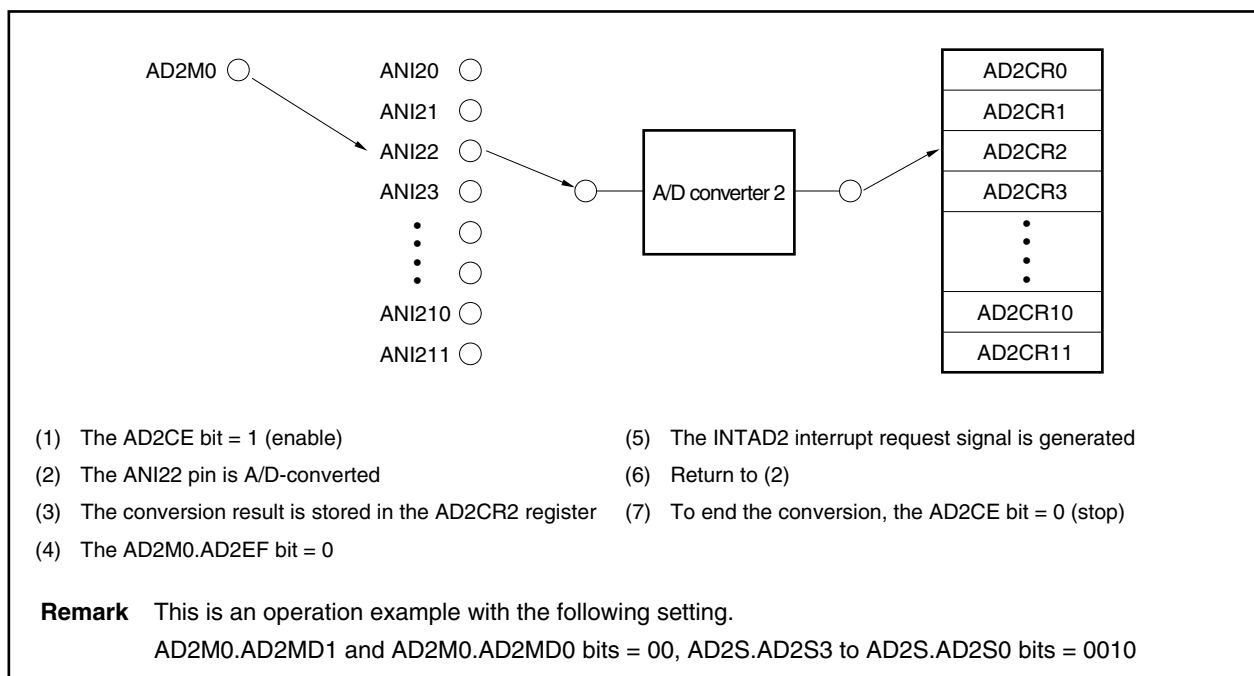 AD2M0
ANI20
ANI21
ANI22
ANI23
ANI210
ANI211
A/D converter 2
AD2CR0
AD2CR1
AD2CR2
AD2CR3
AD2CR10
AD2CR11
(1) The AD2CE bit = 1 (enable)
(2) The ANI22 pin is A/D-converted
(3) The conversion result is stored in the AD2CR2 register
(4) The AD2M0.AD2EF bit = 0
(5) The INTAD2 interrupt request signal is generated
(6) Return to (2)
(7) To end the conversion, the AD2CE bit = 0 (stop)
Remark This is an operation example with the following setting.
AD2M0.AD2MD1 and AD2M0.AD2MD0 bits = 00, AD2S.AD2S3 to AD2S.AD2S0 bits = 0010